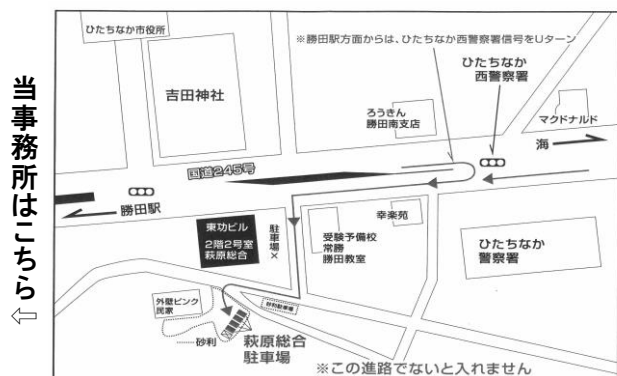 当事務所はこちら⇦
ひたちなか市役所
※勝田駅方面からは、ひたちなか西警察署信号をUターン
吉田神社
ひたちなか
西警察署
ろうきん
勝田南支店
マクドナルド
海
国道245号
勝田駅
東功ビル
2階2号室
萩原総合
駐車場×
受験予備校
常勝
勝田教室
幸楽苑
ひたちなか
警察署
外壁ピンク
民家
砂利駐車場
砂利
萩原総合
駐車場
※この進路でないと入れません